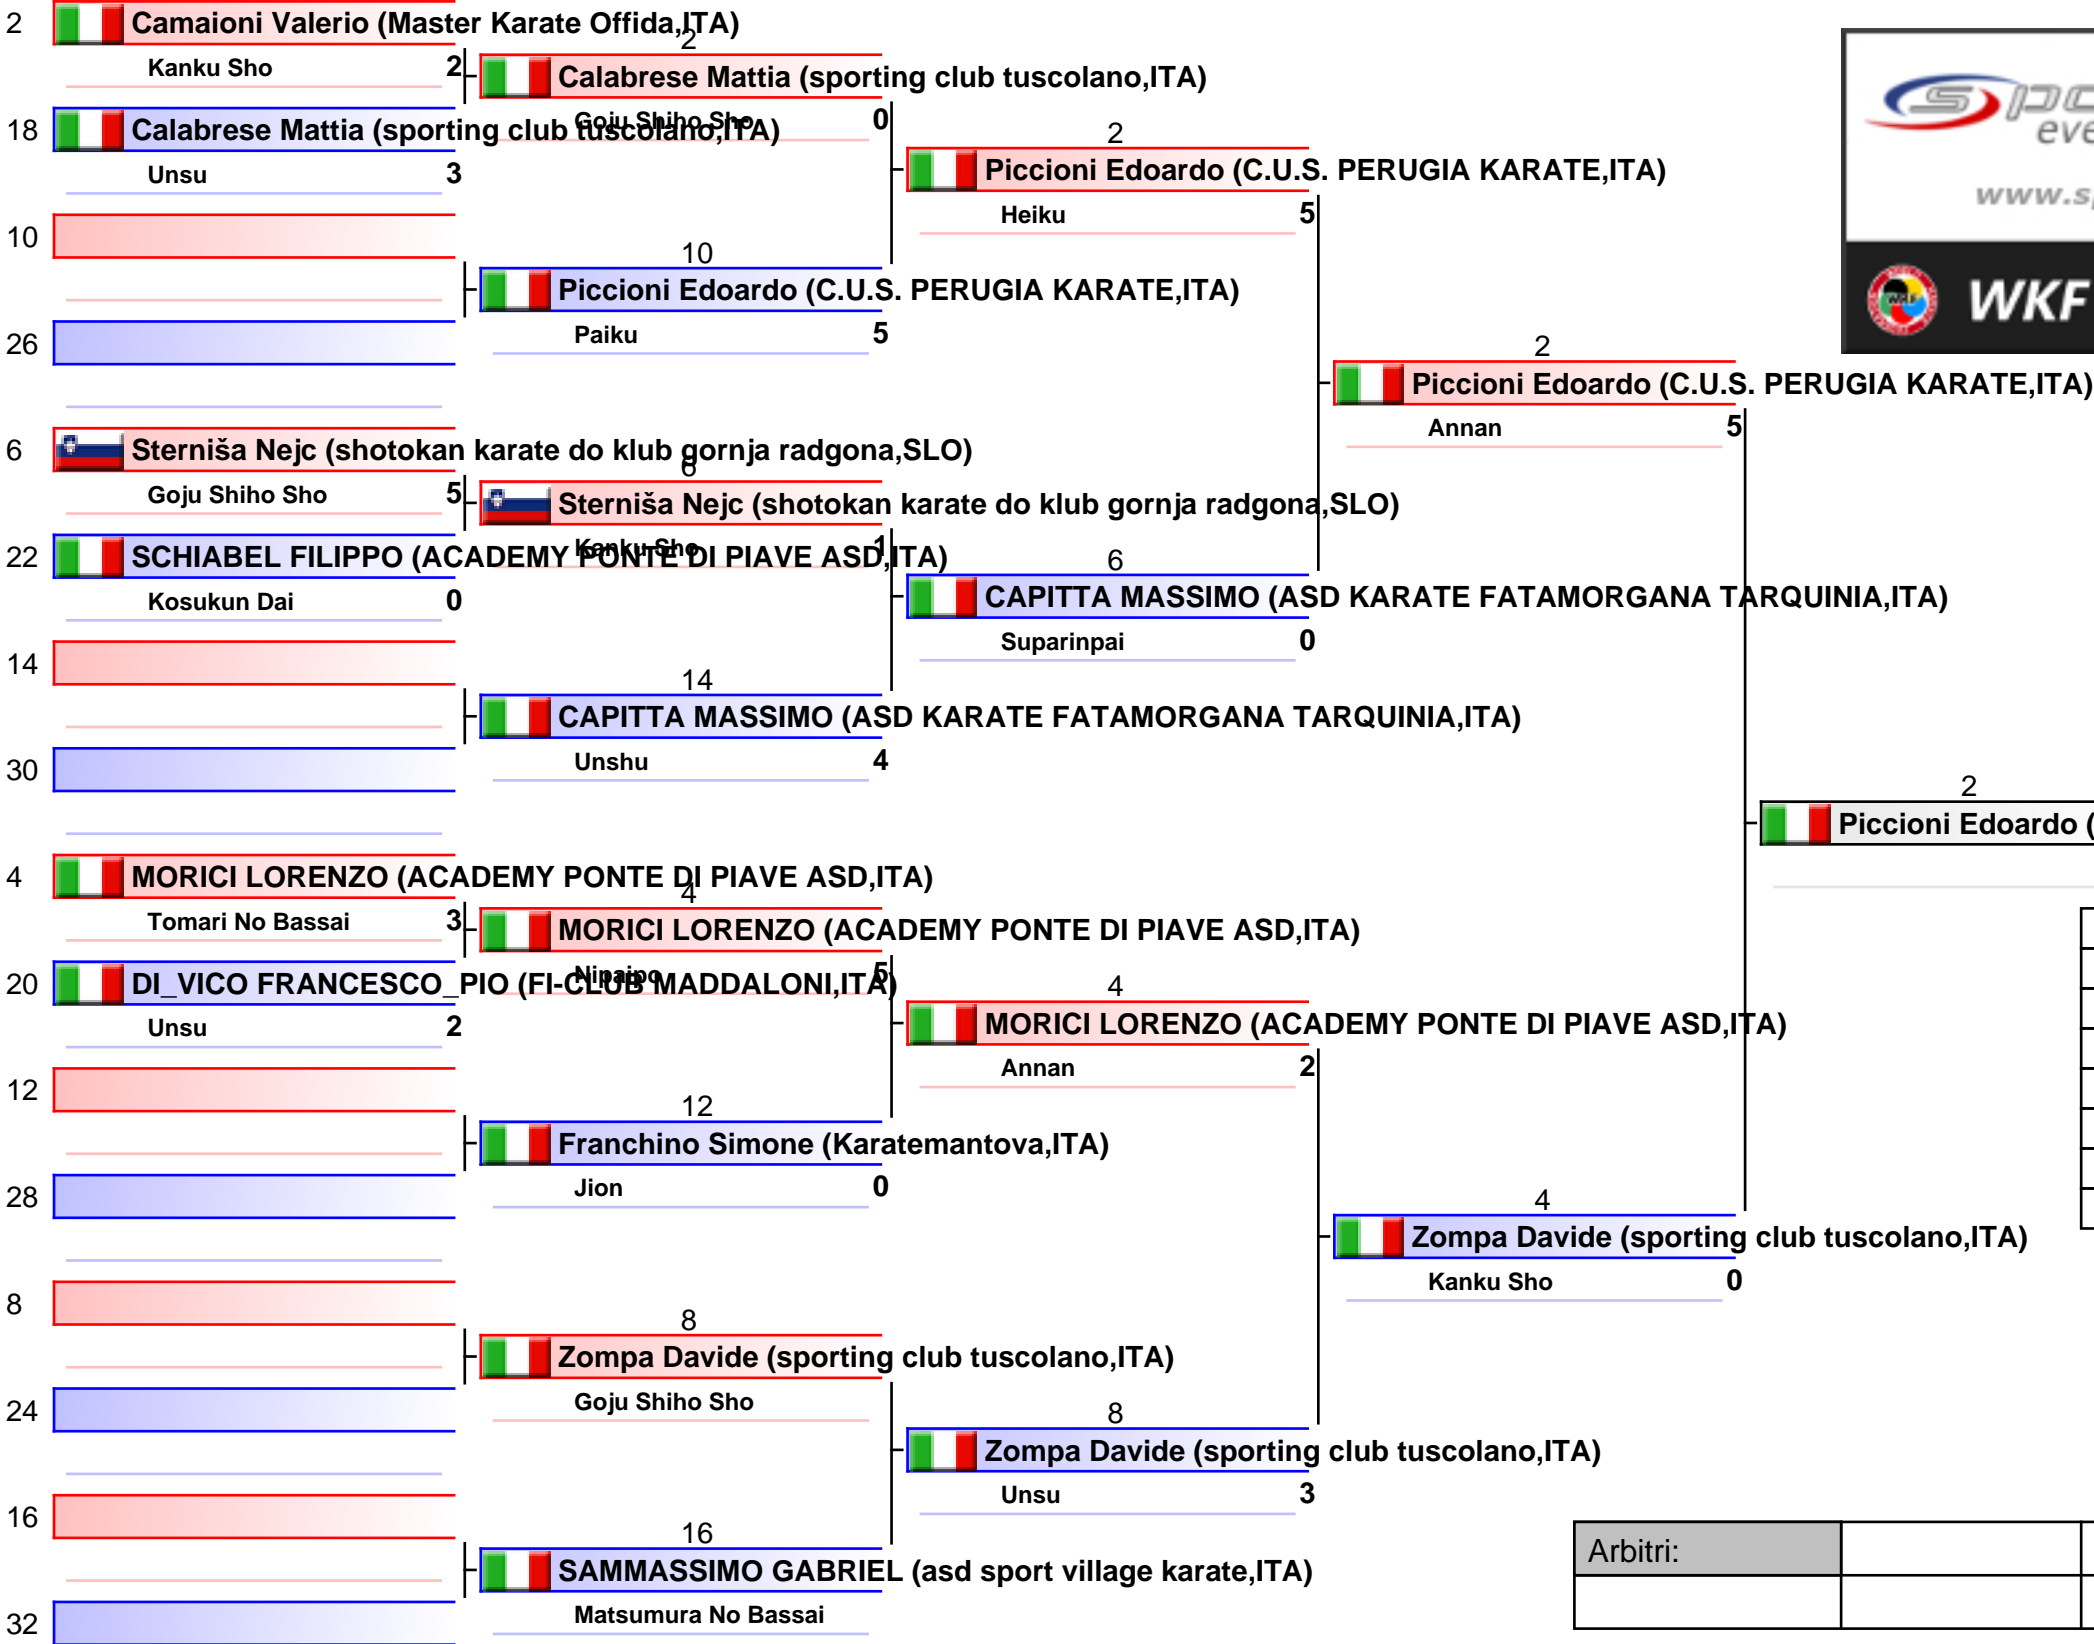 2 Camaioni Valerio (Master Karate Offida,ITA)
Kanku Sho 2
18 Calabrese Mattia (sporting club tuscolano,ITA)
Unsu 3
10
26
6 Sterniša Nejc (shotokan karate do klub gornja radgona,SLO)
Goju Shiho Sho 5
22 SCHIABEL FILIPPO (ACADEMY PONTE DI PIAVE ASD,ITA)
Kosukun Dai 0
14
30
4 MORICI LORENZO (ACADEMY PONTE DI PIAVE ASD,ITA)
Tomari No Bassai 3
20 DI_VICO FRANCESCO_PIO (FI-CLUB MADDALONI,ITA)
Unsu 2
12
28
8
24
16
32
2
Calabrese Mattia (sporting club tuscolano,ITA)
Goju Shiho Sho 0
10
Piccioni Edoardo (C.U.S. PERUGIA KARATE,ITA)
Paiku 5
6
Sterniša Nejc (shotokan karate do klub gornja radgona,SLO)
Kanku Sho 1
14
CAPITTA MASSIMO (ASD KARATE FATAMORGANA TARQUINIA,ITA)
Unshu 4
4
MORICI LORENZO (ACADEMY PONTE DI PIAVE ASD,ITA)
Nipaipo 5
12
Franchino Simone (Karatemantova,ITA)
Jion 0
8
Zompa Davide (sporting club tuscolano,ITA)
Goju Shiho Sho
16
SAMMASSIMO GABRIEL (asd sport village karate,ITA)
Matsumura No Bassai
2
Piccioni Edoardo (C.U.S. PERUGIA KARATE,ITA)
Heiku 5
6
CAPITTA MASSIMO (ASD KARATE FATAMORGANA TARQUINIA,ITA)
Suparinpai 0
4
MORICI LORENZO (ACADEMY PONTE DI PIAVE ASD,ITA)
Annan 2
8
Zompa Davide (sporting club tuscolano,ITA)
Unsu 3
2
Piccioni Edoardo (C.U.S. PERUGIA KARATE,ITA)
Annan 5
4
Zompa Davide (sporting club tuscolano,ITA)
Kanku Sho 0
2
Piccioni Edoardo (
www.s
WKF
Arbitri: